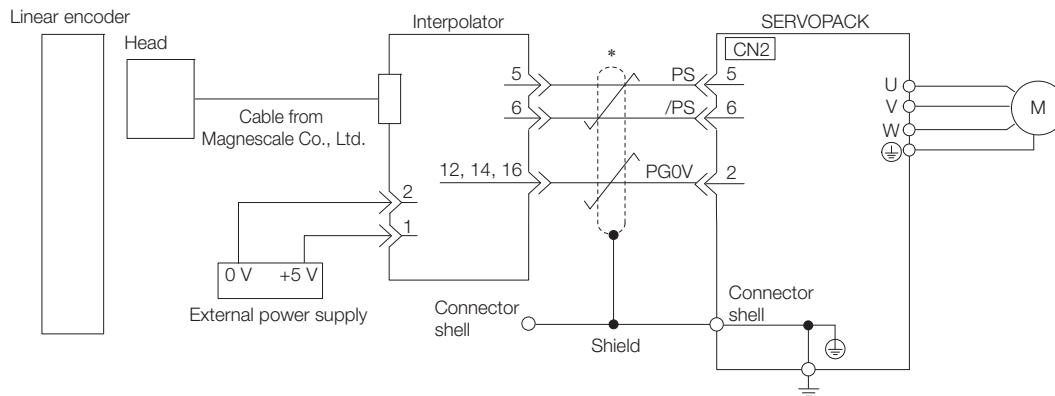 Linear encoder
Head
Interpolator
SERVOPACK
*
CN2
5
PS
5
6
/PS
6
Cable from
Magnescale Co., Ltd.
12, 14, 16
PG0V
2
U
V
W
M
2
1
0 V
+5 V
External power supply
Connector
shell
Shield
Connector
shell